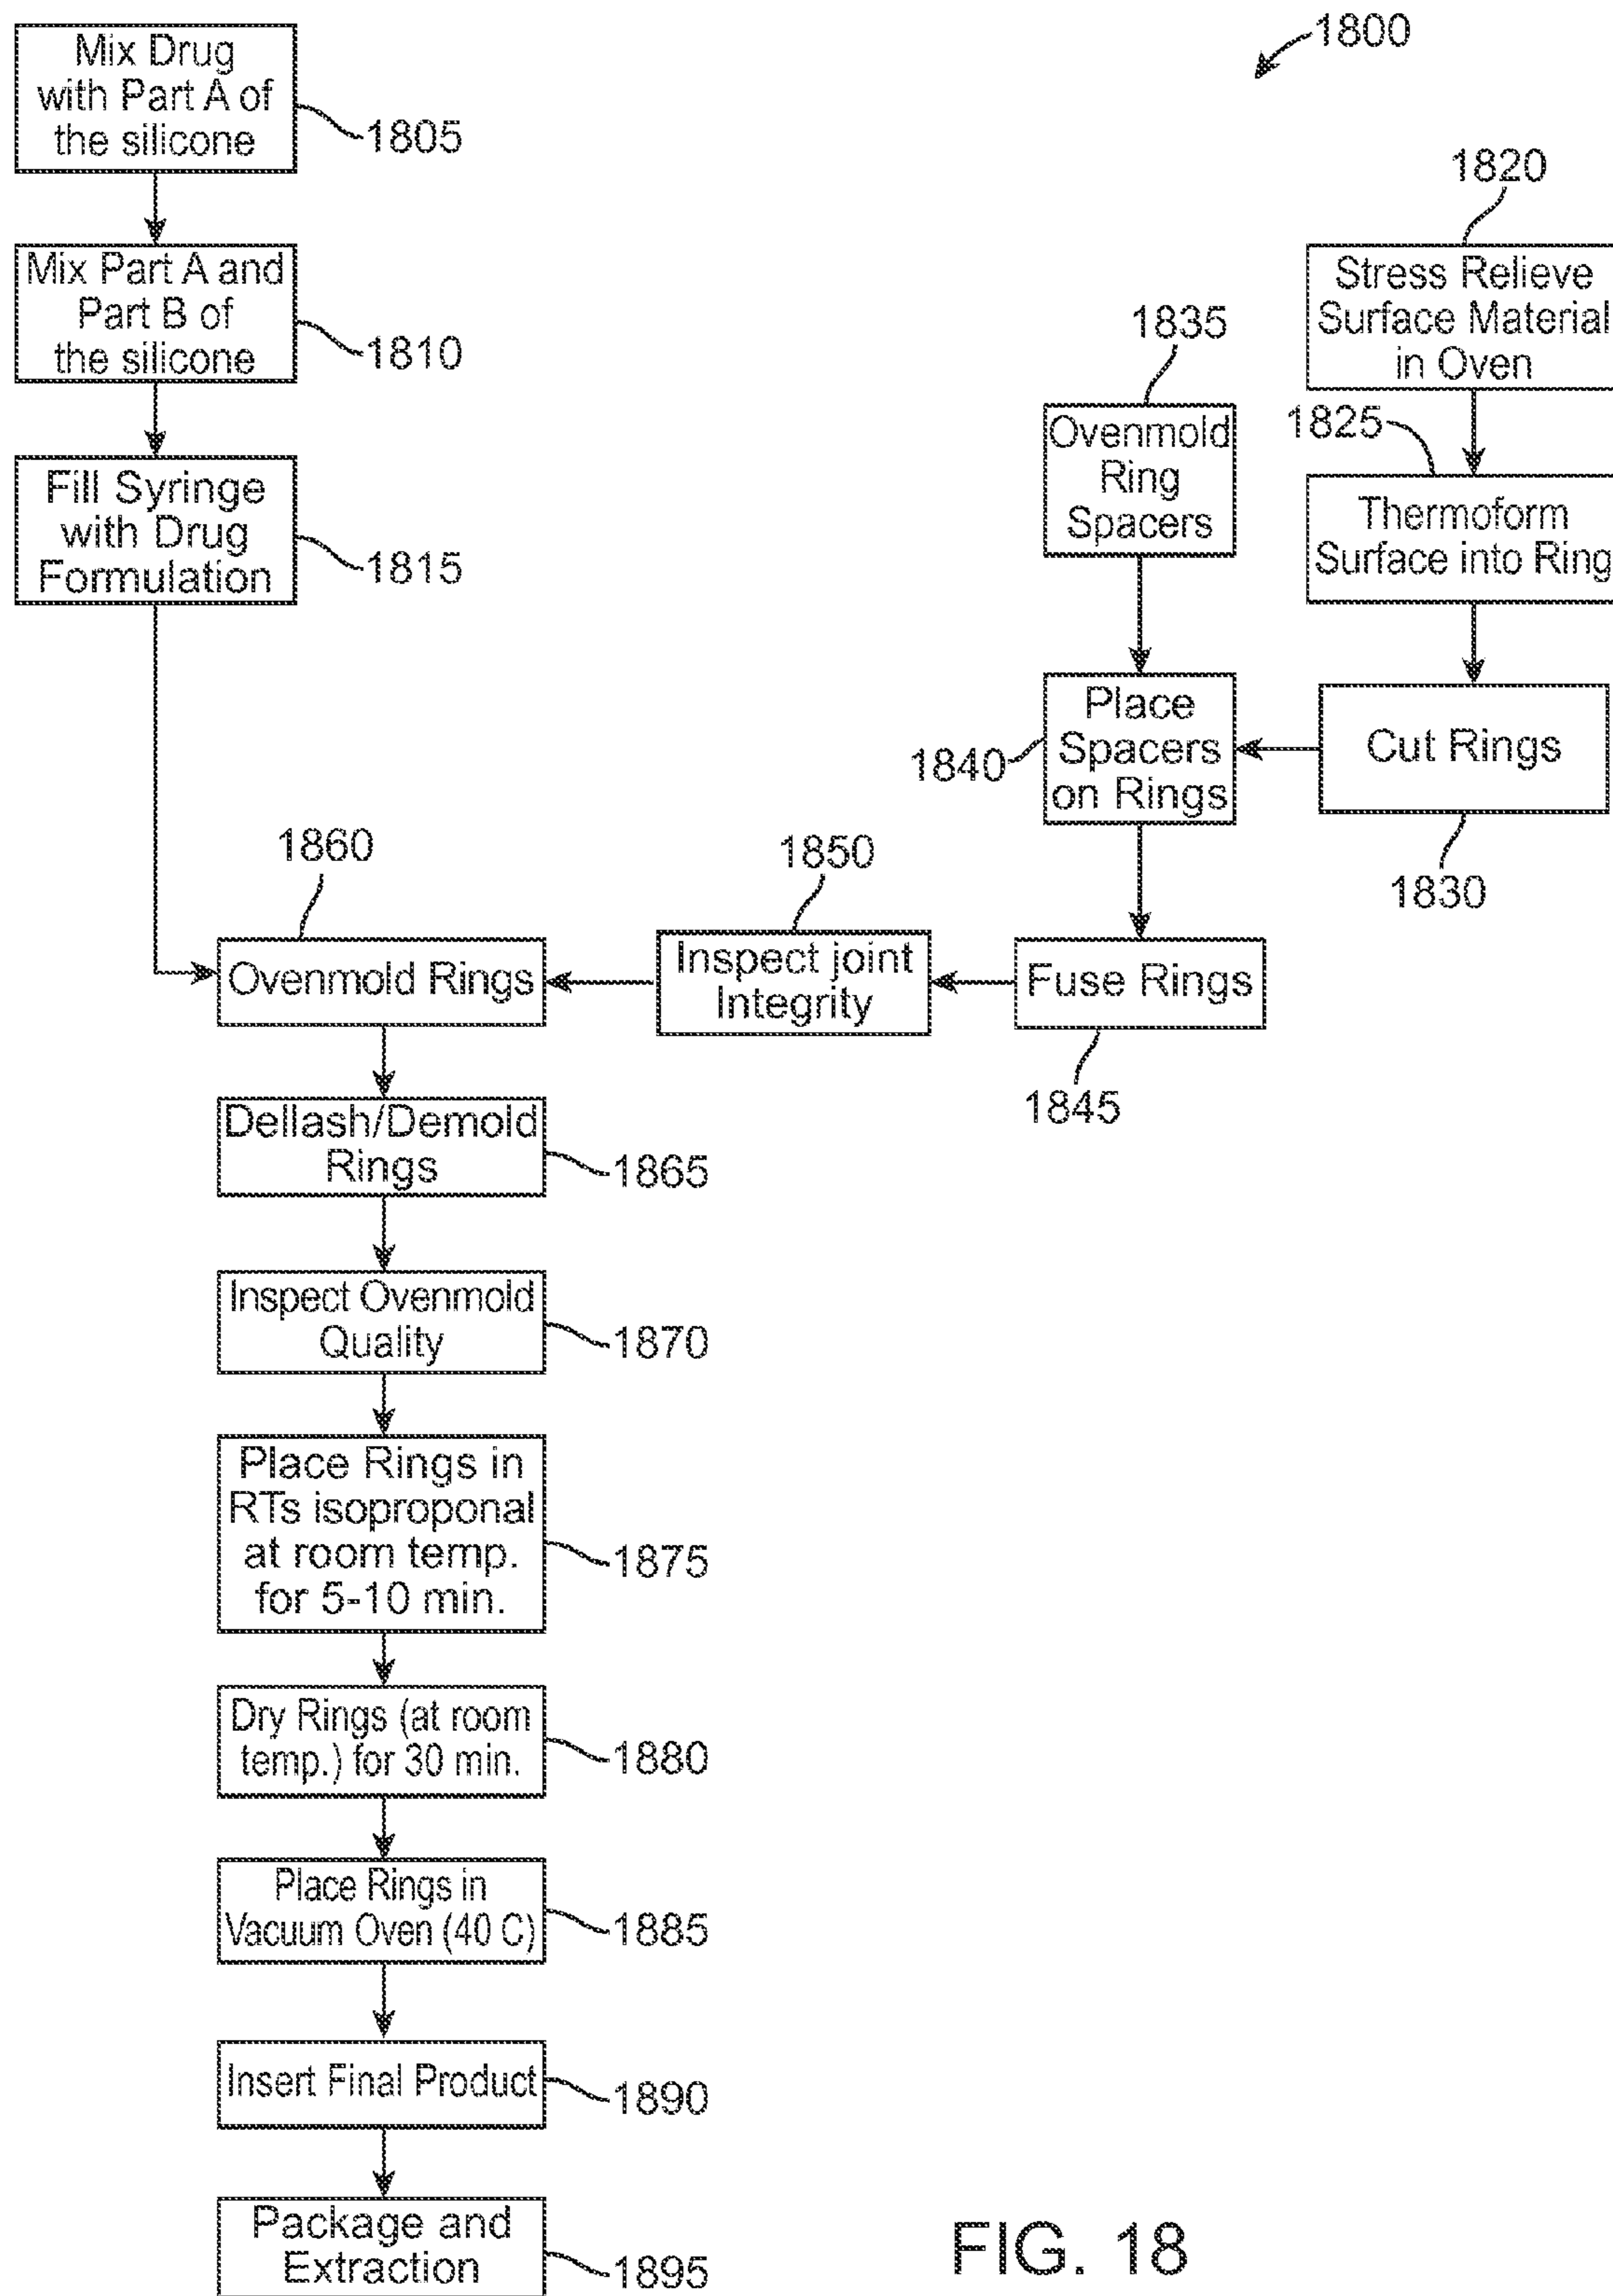 1800
Mix Drug
with Part A of
the silicone
1805
1820
Mix Part A and
Part B of
the silicone
1810
Stress Relieve
Surface Material
in Oven
1835
1825
Ovenmold
Ring
Spacers
Fill Syringe
with Drug
Formulation
1815
Thermoform
Surface into Ring
Place
Spacers
on Rings
1840
Cut Rings
1830
1860
1850
Ovenmold Rings
Inspect joint
Integrity
Fuse Rings
1845
Dellash/Demold
Rings
1865
Inspect Ovenmold
Quality
1870
Place Rings in
RTs isoproponal
at room temp.
for 5-10 min.
1875
Dry Rings (at room
temp.) for 30 min.
1880
Place Rings in
Vacuum Oven (40 C)
1885
Insert Final Product
1890
Package and
Extraction
1895
FIG. 18